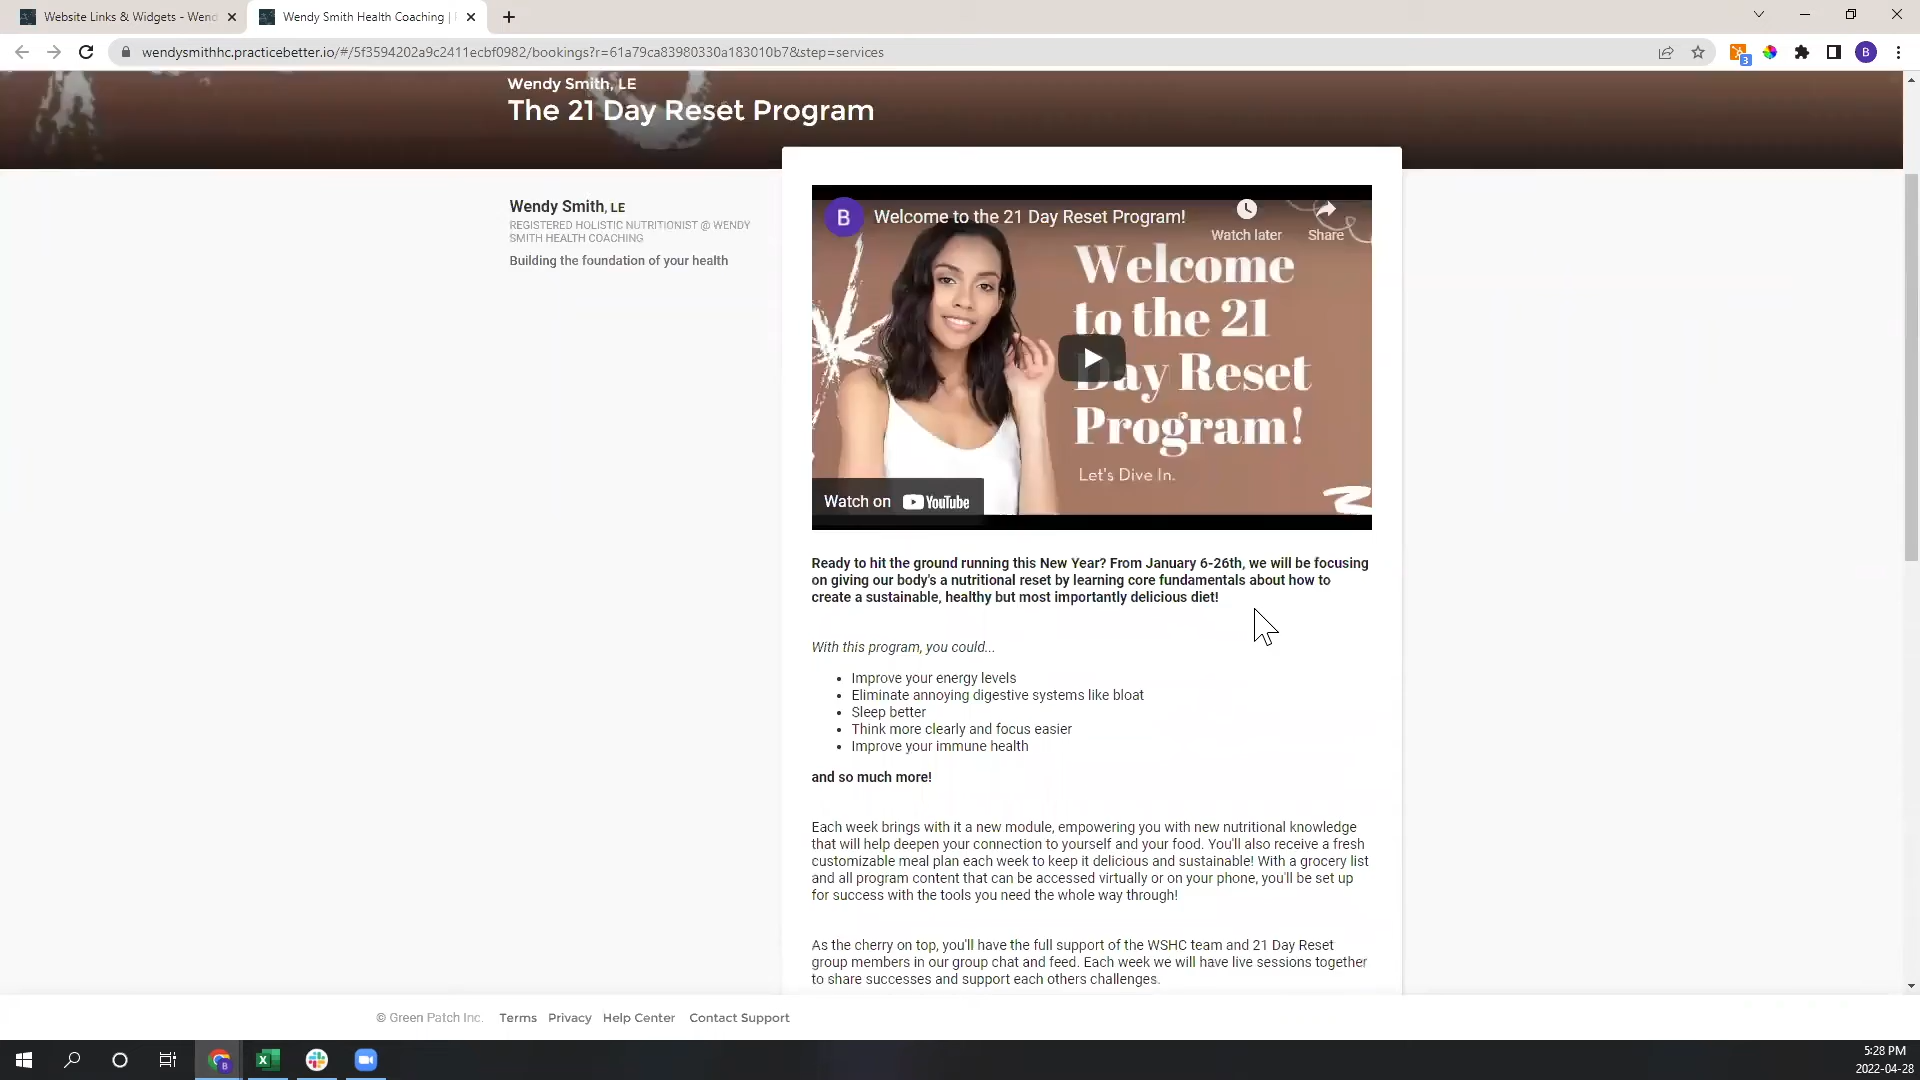 Website Links & Widgets - Wend
Wendy Smith Health Coaching |
wendysmithhc.practicebetter.io/#/5f3594202a9c2411ecbf0982/bookings?r=61a79ca83980330a183010b7&step=services
3
B
Wendy Smith, LE
The 21 Day Reset Program
Wendy Smith, LE
REGISTERED HOLISTIC NUTRITIONIST @ WENDY
SMITH HEALTH COACHING
Building the foundation of your health
B
Welcome to the 21 Day Reset Program!
Watch later
Share
Welcome
to the 21
Day Reset
Program!
Let's Dive In.
Watch on YouTube
Ready to hit the ground running this New Year? From January 6-26th, we will be focusing
on giving our body's a nutritional reset by learning core fundamentals about how to
create a sustainable, healthy but most importantly delicious diet!
With this program, you could...
• Improve your energy levels
• Eliminate annoying digestive systems like bloat
• Sleep better
• Think more clearly and focus easier
• Improve your immune health
and so much more!
Each week brings with it a new module, empowering you with new nutritional knowledge
that will help deepen your connection to yourself and your food. You'll also receive a fresh
customizable meal plan each week to keep it delicious and sustainable! With a grocery list
and all program content that can be accessed virtually or on your phone, you'll be set up
for success with the tools you need the whole way through!
As the cherry on top, you'll have the full support of the WSHC team and 21 Day Reset
group members in our group chat and feed. Each week we will have live sessions together
to share successes and support each others challenges.
© Green Patch Inc. Terms Privacy Help Center Contact Support
5:28 PM
2022-04-28